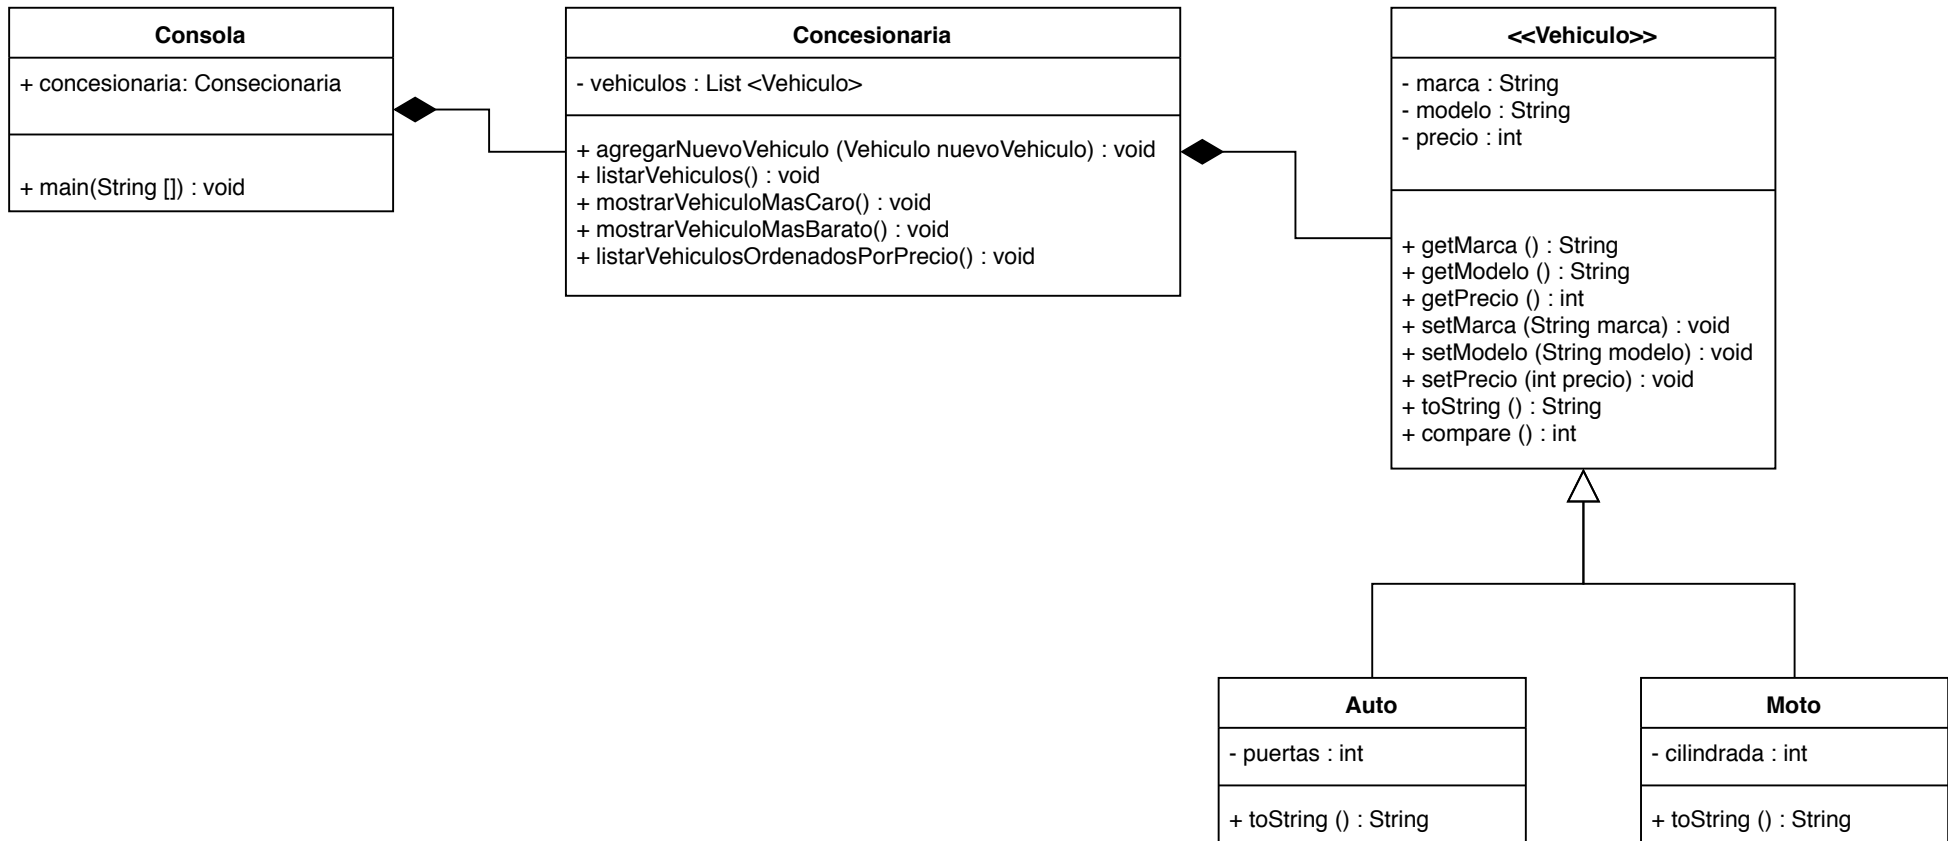 Consola
+ concesionaria: Consecionaria
+ main(String []) : void
Concesionaria
- vehiculos : List <Vehiculo>
+ agregarNuevoVehiculo (Vehiculo nuevoVehiculo) : void
+ listarVehiculos() : void
+ mostrarVehiculoMasCaro() : void
+ mostrarVehiculoMasBarato() : void
+ listarVehiculosOrdenadosPorPrecio() : void
<<Vehiculo>>
- marca : String
- modelo : String
- precio : int
+ getMarca () : String
+ getModelo () : String
+ getPrecio () : int
+ setMarca (String marca) : void
+ setModelo (String modelo) : void
+ setPrecio (int precio) : void
+ toString () : String
+ compare () : int
Auto
- puertas : int
+ toString () : String
Moto
- cilindrada : int
+ toString () : String